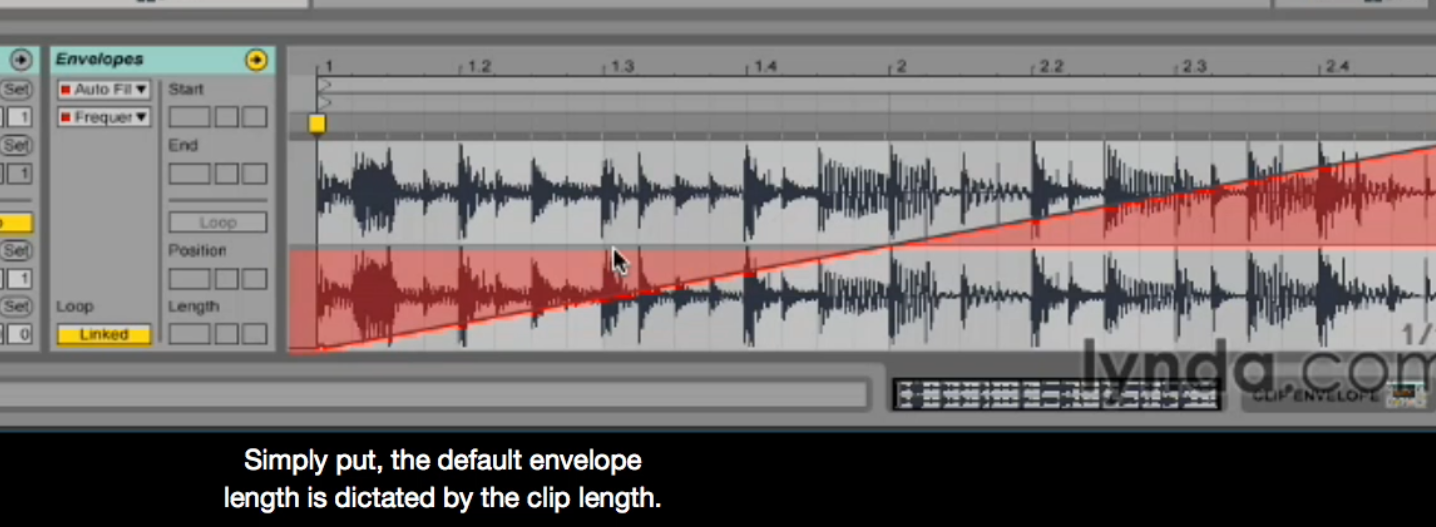 Envelopes
1
1.2
1.3
1.4
2
2.2
2.3
2.4
Set
Auto Fil
Start
1
Frequer
Set
End
1
Loop
Set
Position
1
Set
Loop
Length
0
Linked
1/
lynda.com
CLIP ENVELOPE
Simply put, the default envelope
length is dictated by the clip length.